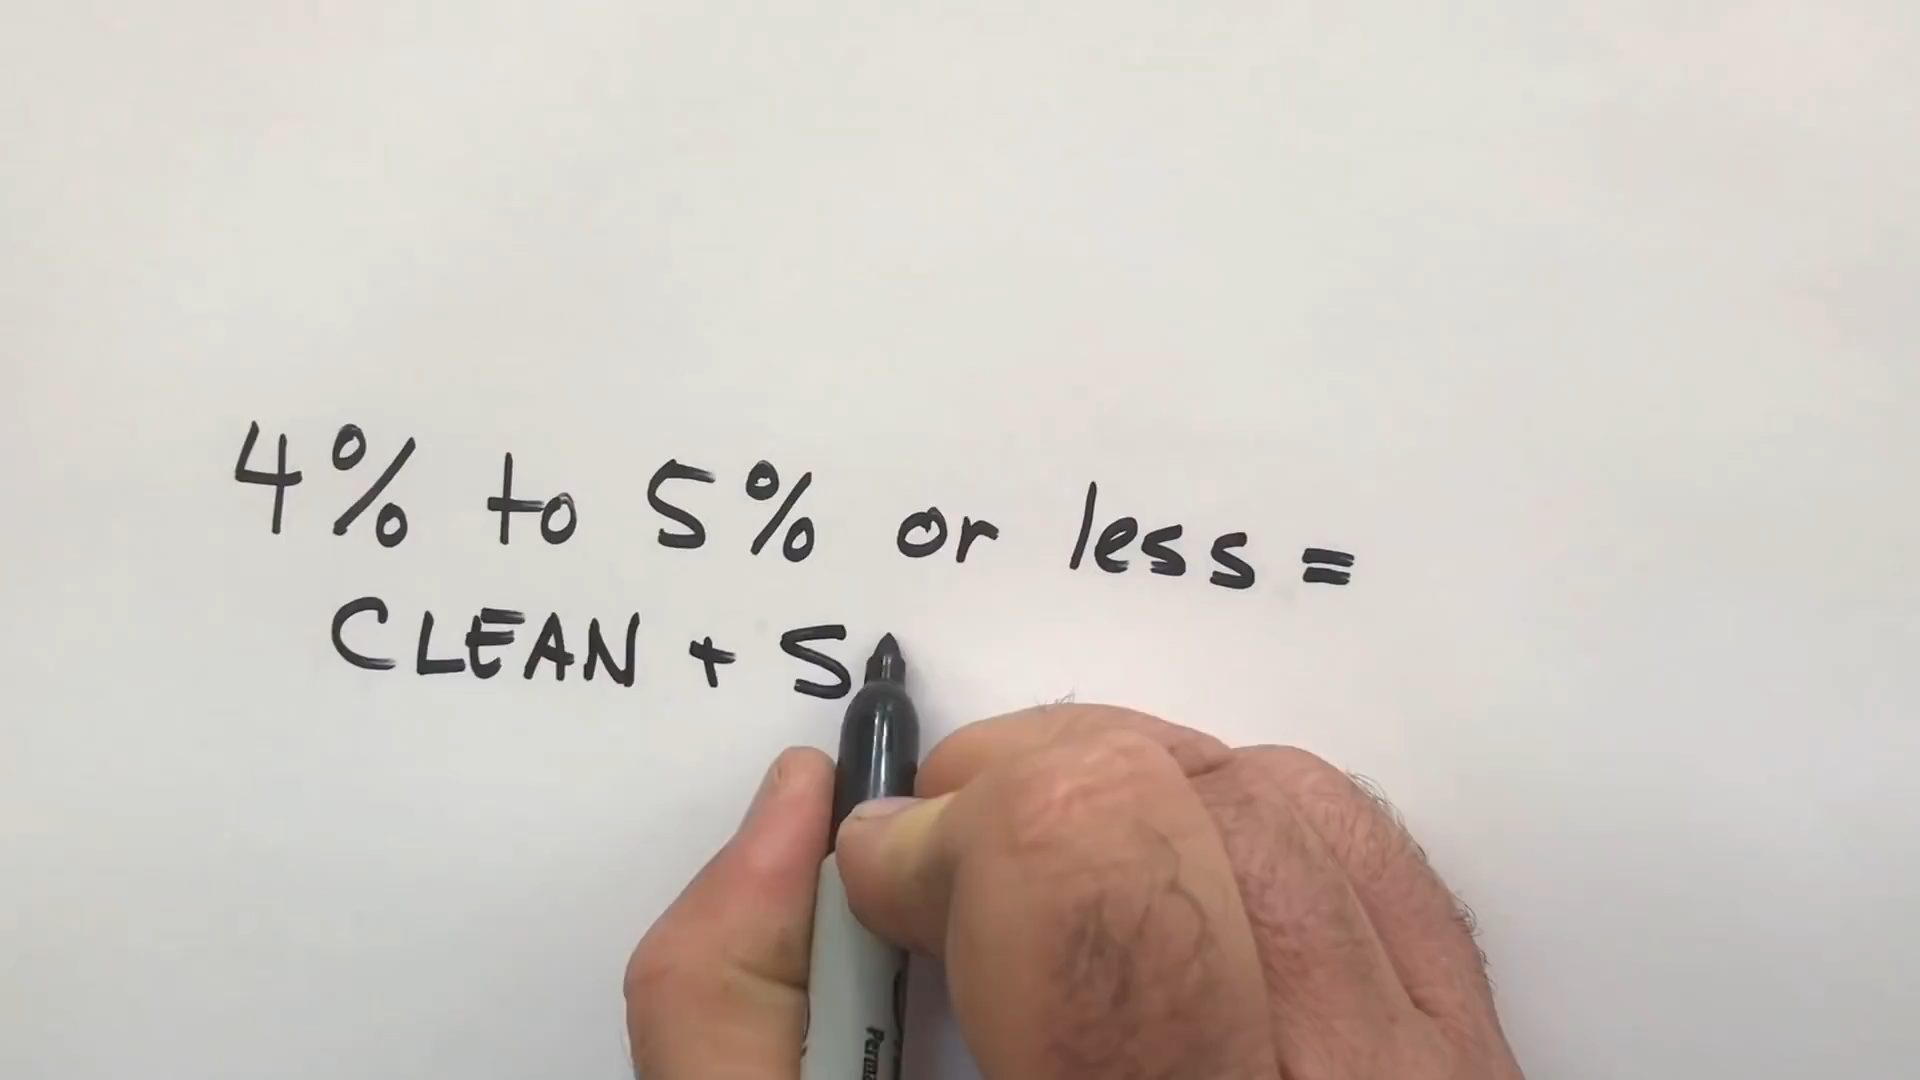 4% to 5% or less =
CLEAN + S